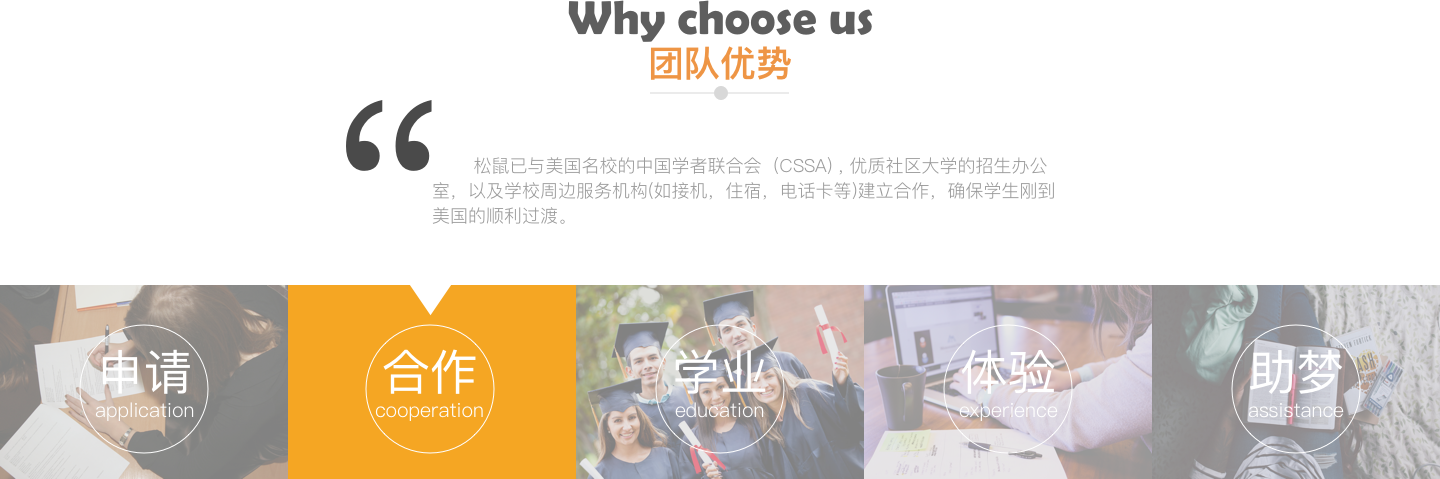 Why choose us
团队优势
“
松鼠已与美国名校的中国学者联合会（CSSA)，优质社区大学的招生办公
室，以及学校周边服务机构(如接机，住宿，电话卡等)建立合作，确保学生刚到
美国的顺利过渡。
申请
application
合作
cooperation
学业
education
体验
experience
助梦
assistance